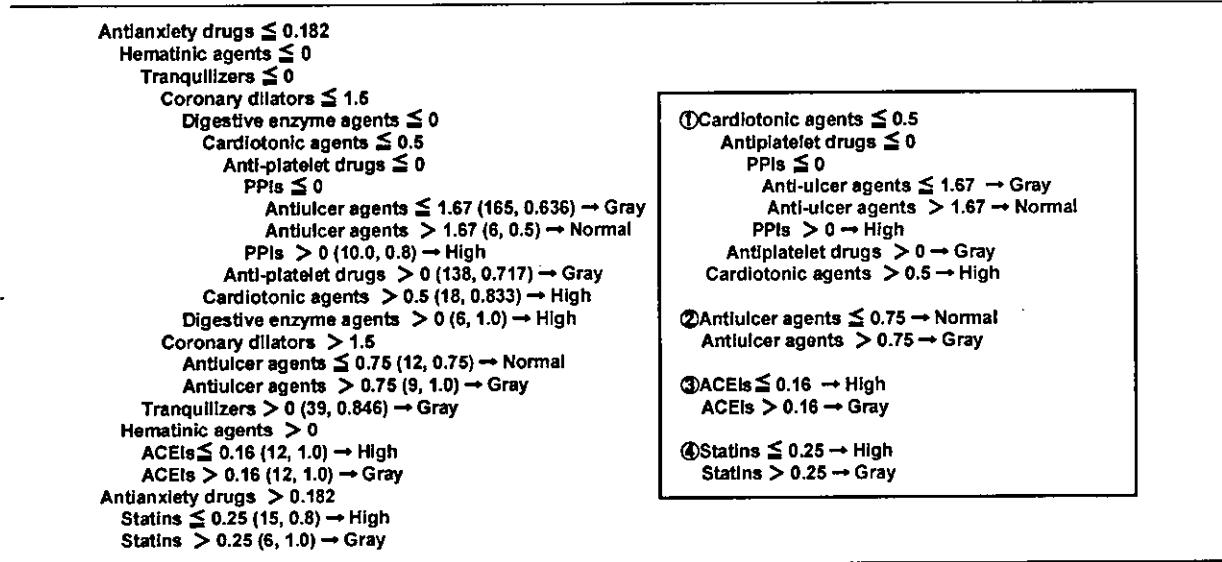 Antianxiety drugs ≦ 0.182
Hematinic agents ≦ 0
Tranquilizers ≦ 0
Coronary dilators ≦ 1.5
Digestive enzyme agents ≦ 0
Cardiotonic agents ≦ 0.5
Anti-platelet drugs ≦ 0
PPIs ≦ 0
Antiulcer agents ≦ 1.67 (165, 0.636) → Gray
Antiulcer agents > 1.67 (6, 0.5) → Normal
PPIs > 0 (10.0, 0.8) → High
Anti-platelet drugs > 0 (138, 0.717) → Gray
Cardiotonic agents > 0.5 (18, 0.833) → High
Digestive enzyme agents > 0 (6, 1.0) → High
Coronary dilators > 1.5
Antiulcer agents ≦ 0.75 (12, 0.75) → Normal
Antiulcer agents > 0.75 (9, 1.0) → Gray
Tranquilizers > 0 (39, 0.846) → Gray
Hematinic agents > 0
ACEIs ≦ 0.16 (12, 1.0) → High
ACEIs > 0.16 (12, 1.0) → Gray
Antianxiety drugs > 0.182
Statins ≦ 0.25 (15, 0.8) → High
Statins > 0.25 (6, 1.0) → Gray
①Cardiotonic agents ≦ 0.5
Antiplatelet drugs ≦ 0
PPIs ≦ 0
Anti-ulcer agents ≦ 1.67 → Gray
Anti-ulcer agents > 1.67 → Normal
PPIs > 0 → High
Antiplatelet drugs > 0 → Gray
Cardiotonic agents > 0.5 → High
②Antiulcer agents ≦ 0.75 → Normal
Antiulcer agents > 0.75 → Gray
③ACEIs ≦ 0.16 → High
ACEIs > 0.16 → Gray
④Statins ≦ 0.25 → High
Statins > 0.25 → Gray